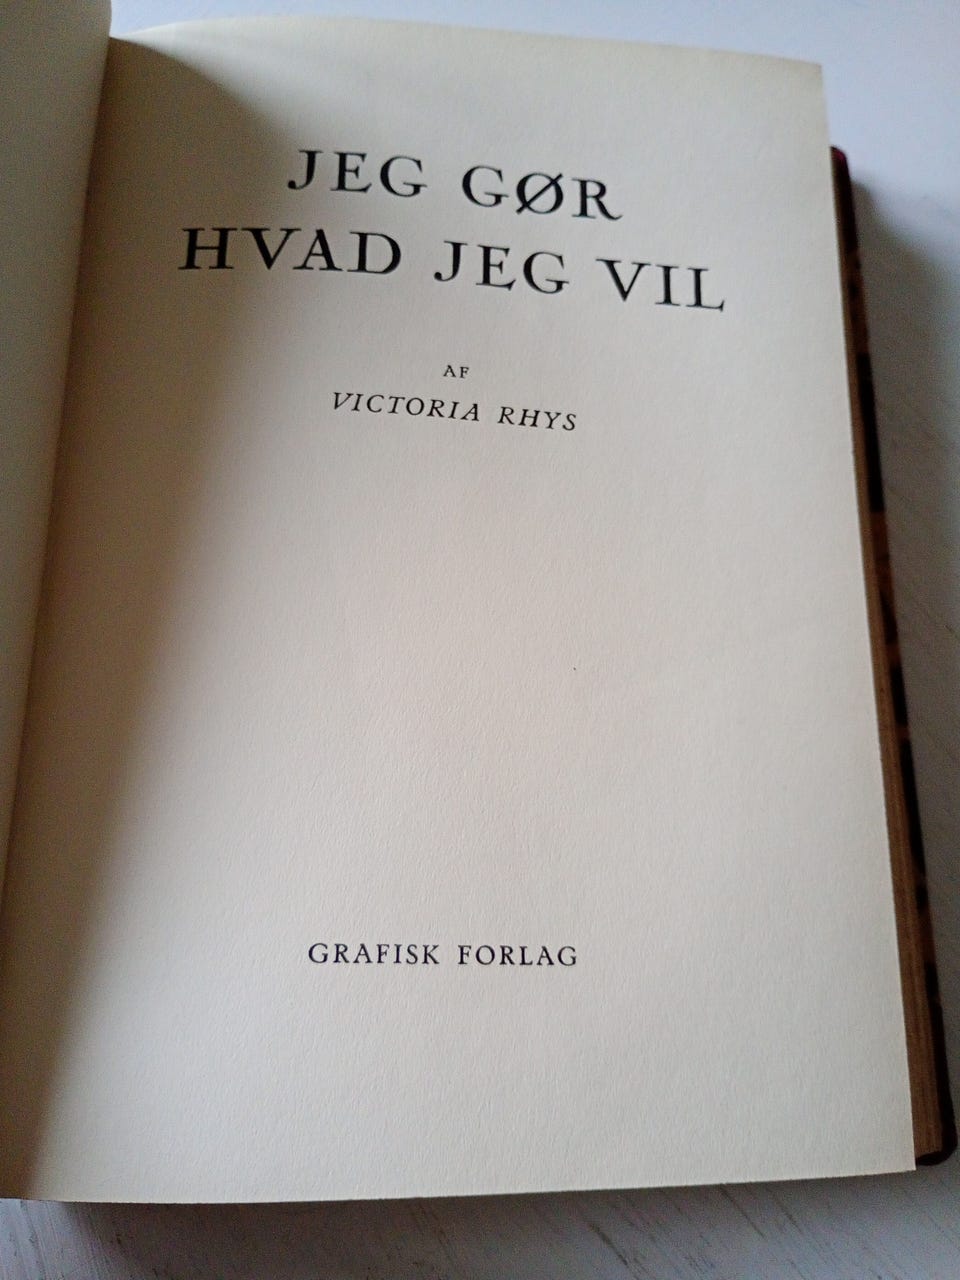 JEG GØR
HVAD JEG VIL
AF
VICTORIA RHYS
GRAFISK FORLAG